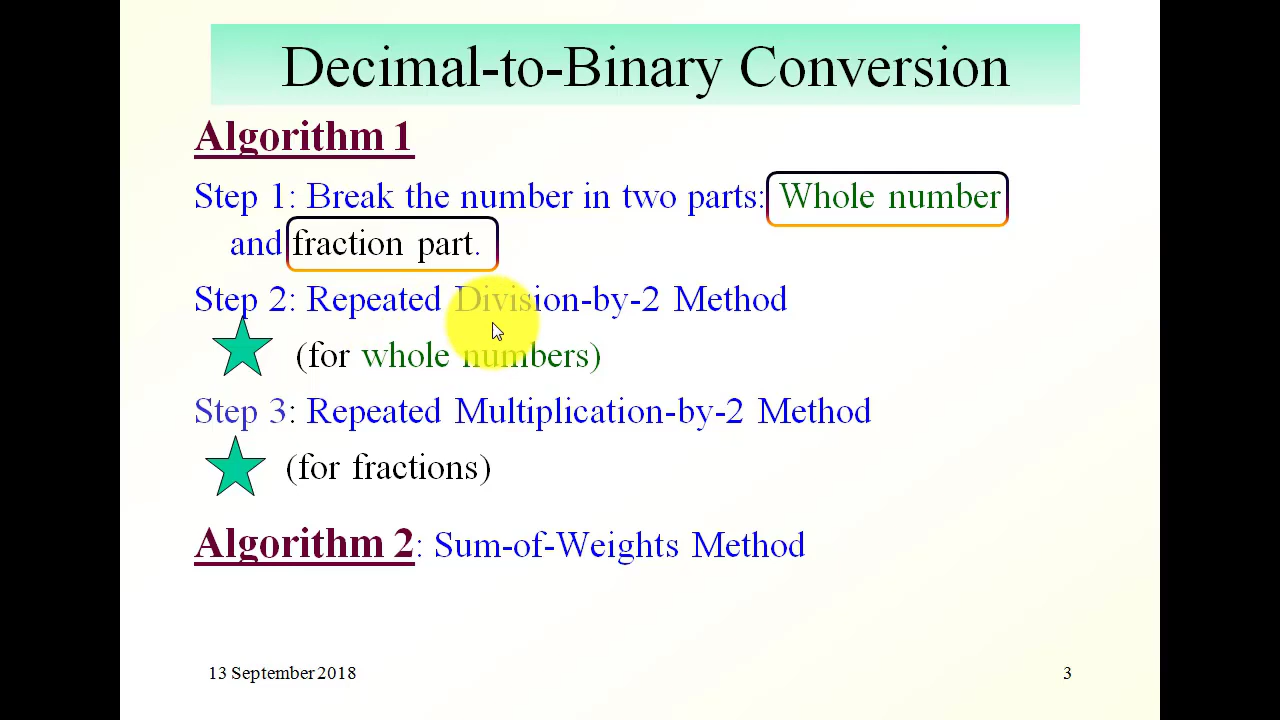 Decimal-to-Binary Conversion
Algorithm 1
Step 1: Break the number in two parts: Whole number
and fraction part.
Step 2: Repeated Division-by-2 Method
(for whole numbers)
Step 3: Repeated Multiplication-by-2 Method
(for fractions)
Algorithm 2: Sum-of-Weights Method
13 September 2018
3